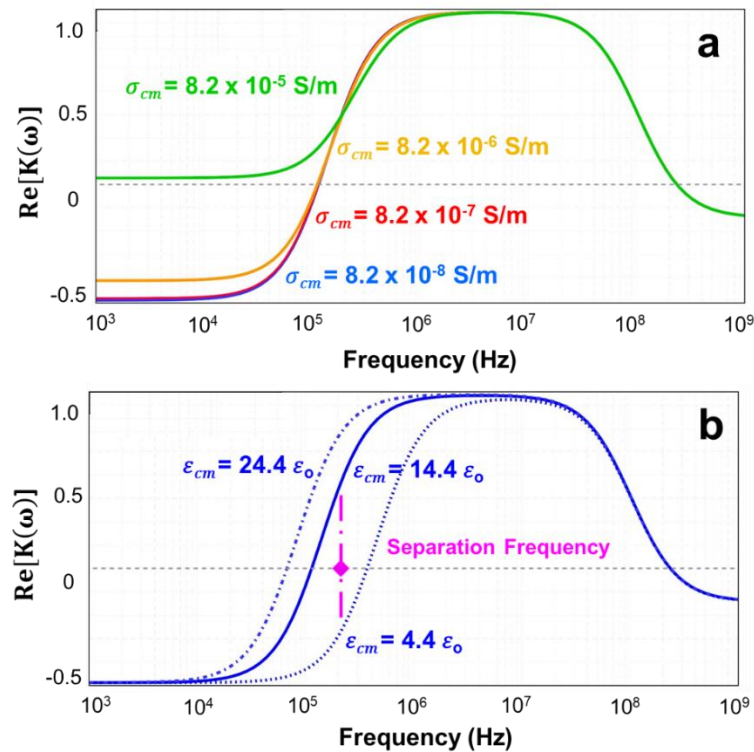 a
1.0
0.5
0
-0.5
Re[K(ω)]
σcm = 8.2 x 10-5 S/m
σcm = 8.2 x 10-6 S/m
σcm = 8.2 x 10-7 S/m
σcm = 8.2 x 10-8 S/m
10³ 10⁴ 10⁵ 10⁶ 10⁷ 10⁸ 10⁹
Frequency (Hz)
b
1.0
0.5
0
-0.5
Re[K(ω)]
εcm = 24.4 εo
εcm = 14.4 εo
Separation Frequency
εcm = 4.4 εo
10³ 10⁴ 10⁵ 10⁶ 10⁷ 10⁸ 10⁹
Frequency (Hz)